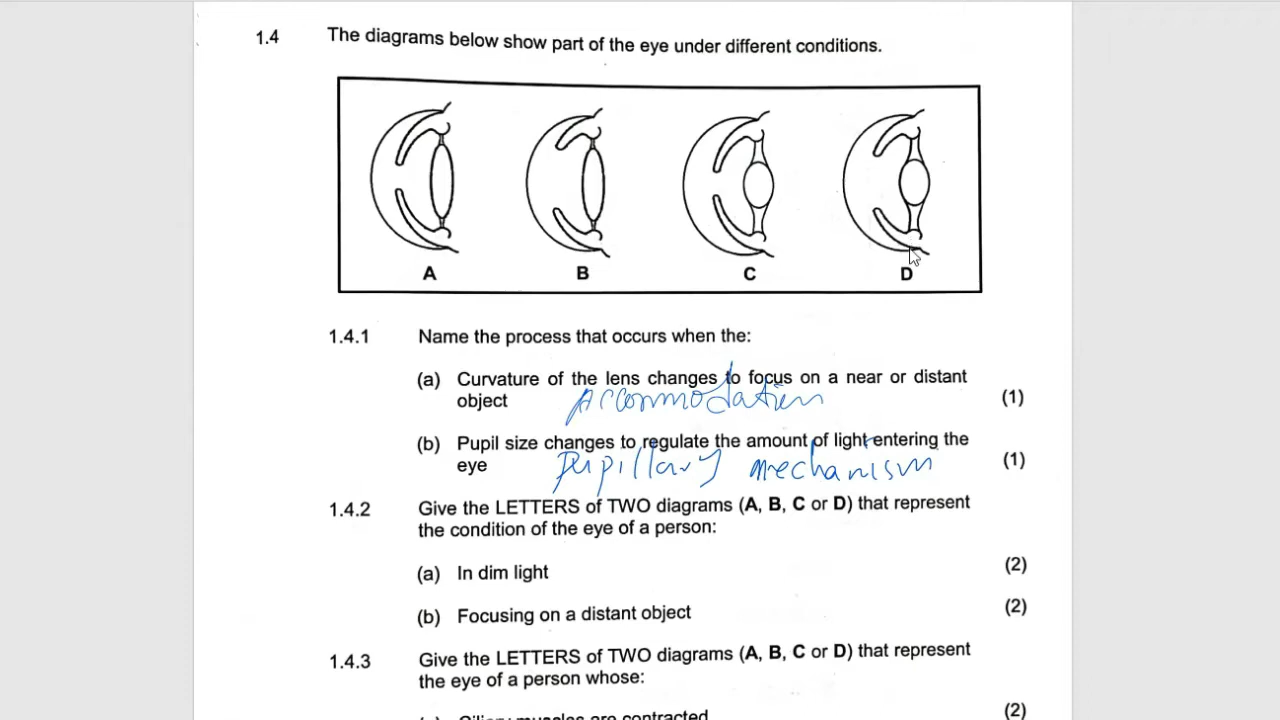 1.4 The diagrams below show part of the eye under different conditions.
A B C D
1.4.1 Name the process that occurs when the:
(a) Curvature of the lens changes to focus on a near or distant
object Accommodation (1)
(b) Pupil size changes to regulate the amount of light entering the
eye Pupillary mechanism (1)
1.4.2 Give the LETTERS of TWO diagrams (A, B, C or D) that represent
the condition of the eye of a person:
(a) In dim light (2)
(b) Focusing on a distant object (2)
1.4.3 Give the LETTERS of TWO diagrams (A, B, C or D) that represent
the eye of a person whose:
(a) Ciliary muscles are contracted (2)